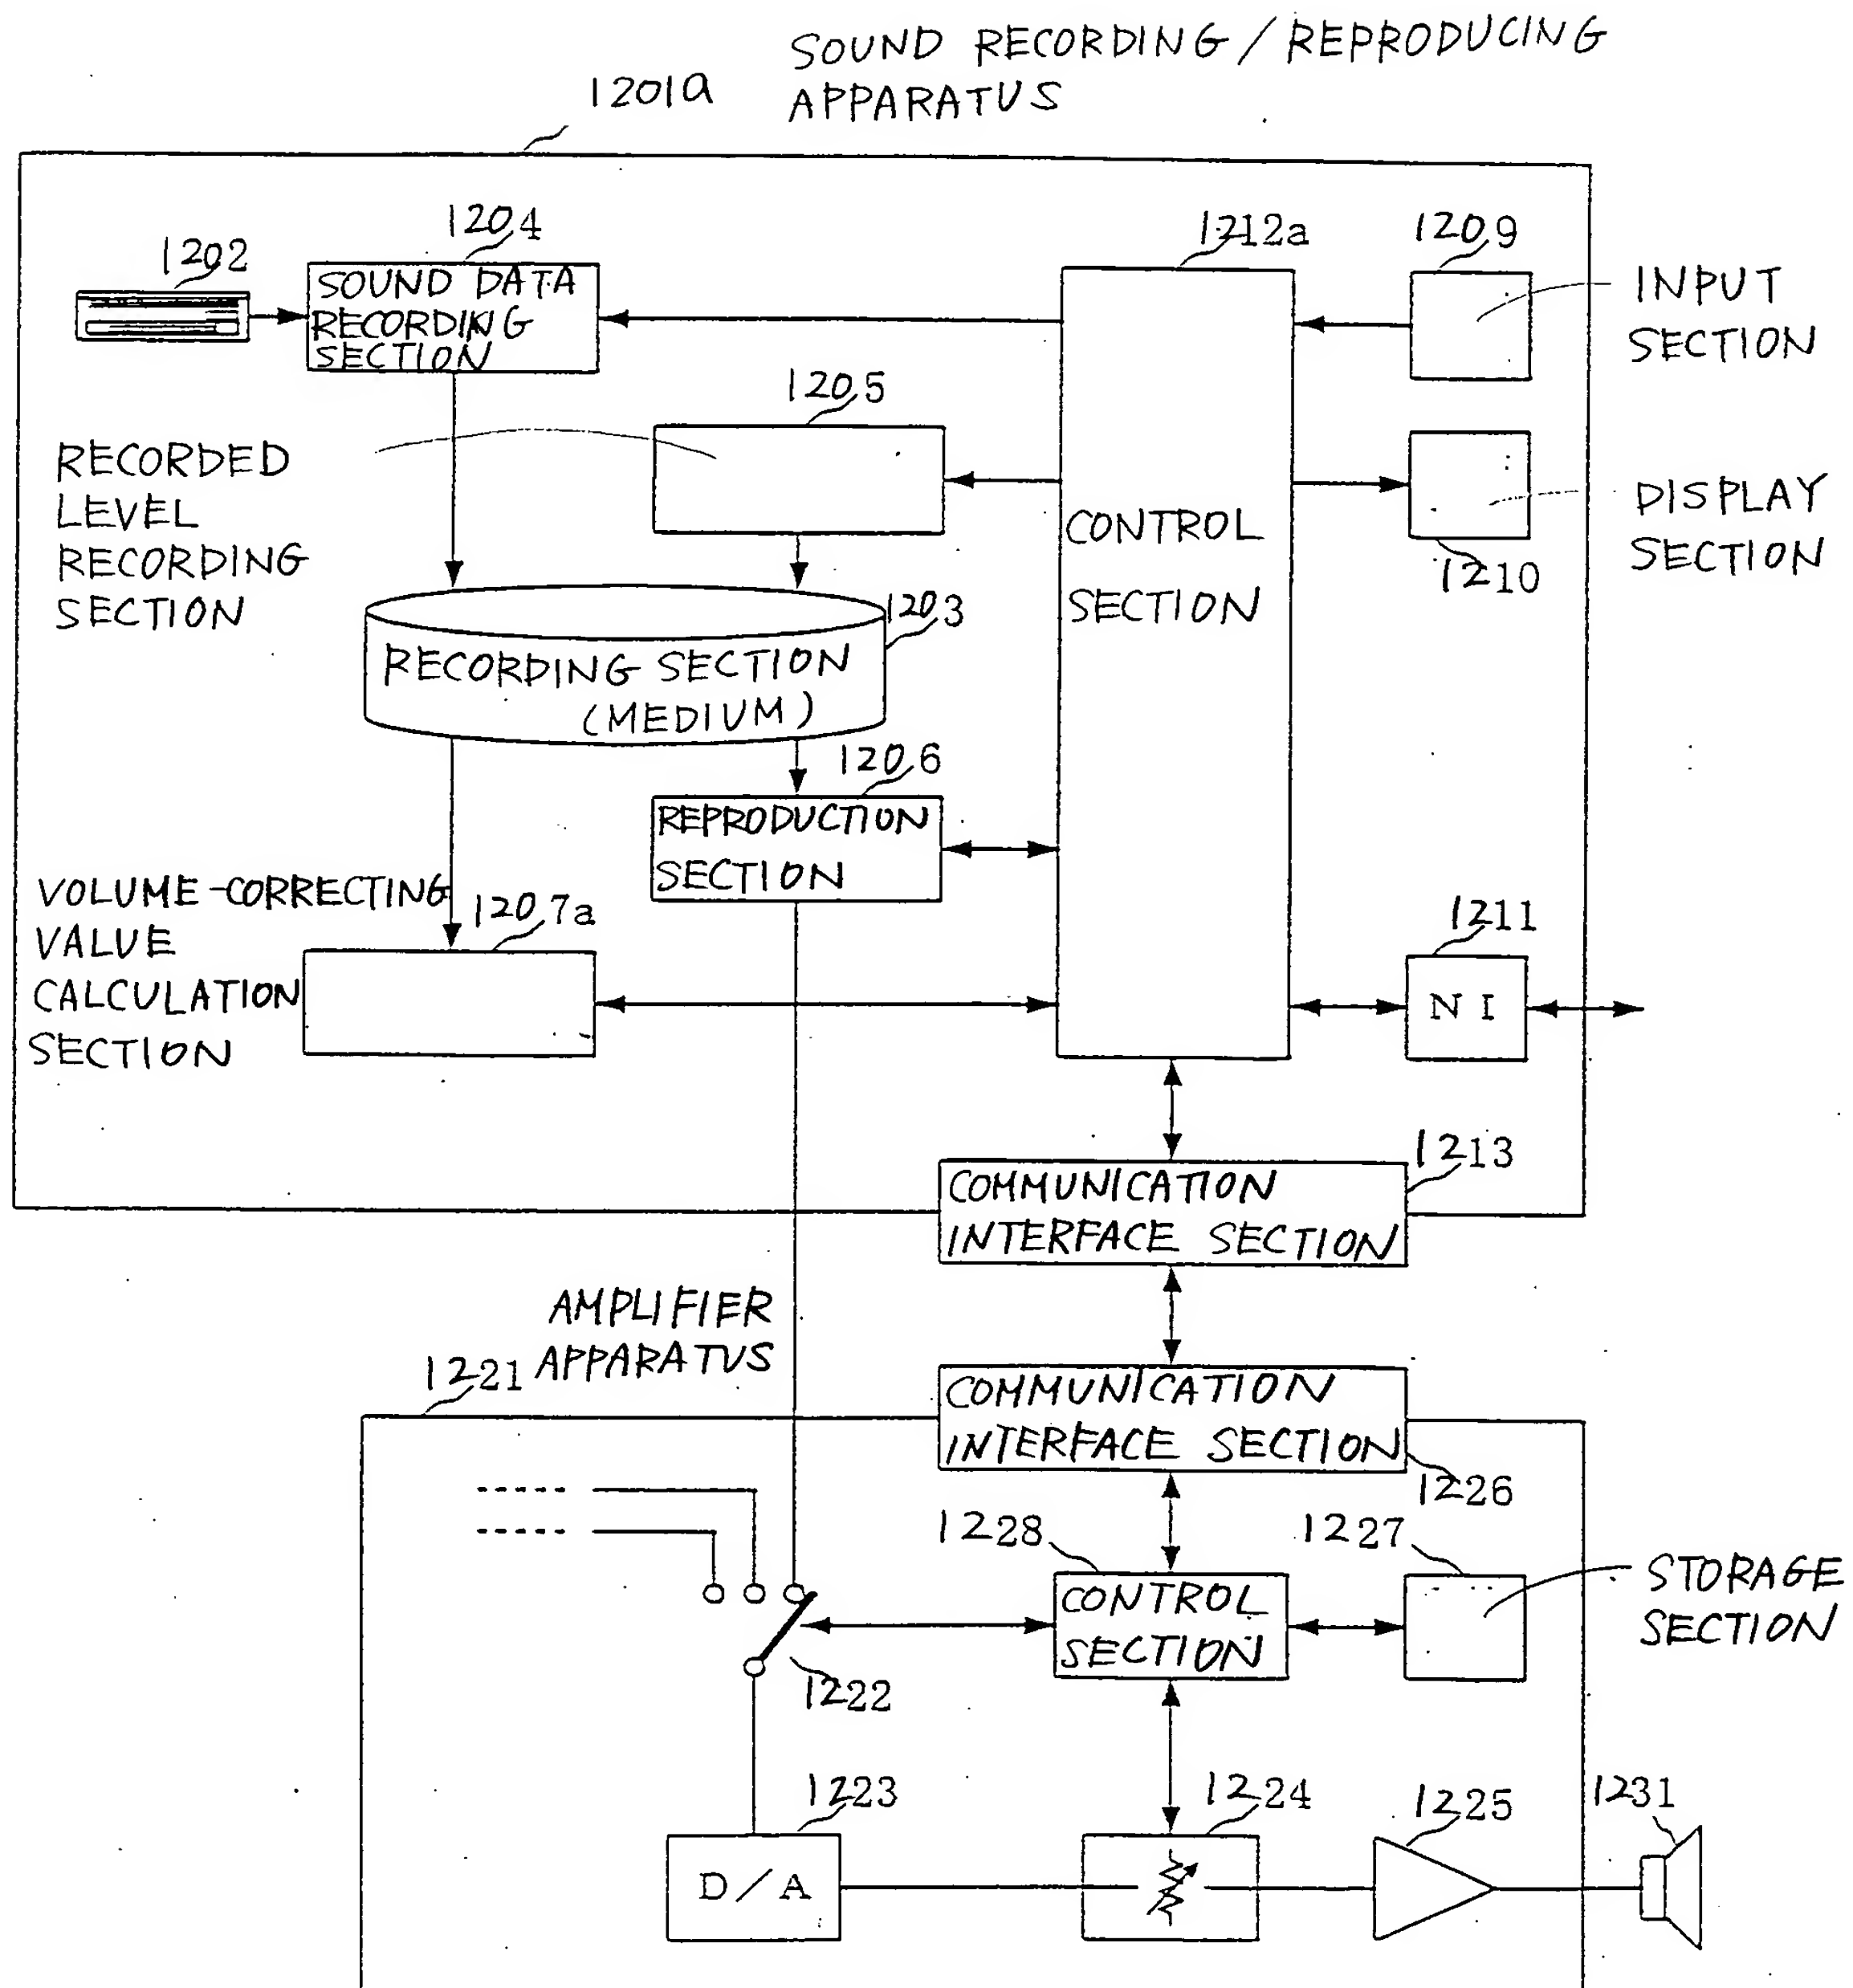 SOUND RECORDING / REPRODUCING
APPARATUS
1201a
1202
1204
1212a
1209
SOUND DATA
RECORDING
SECTION
INPUT
SECTION
1205
RECORDED
LEVEL
RECORDING
SECTION
CONTROL
SECTION
DISPLAY
SECTION
1210
1203
RECORDING SECTION
(MEDIUM)
1206
REPRODUCTION
SECTION
VOLUME-CORRECTING
VALUE
CALCULATION
SECTION
1207a
1211
NI
1213
COMMUNICATION
INTERFACE SECTION
AMPLIFIER
APPARATUS
1221
COMMUNICATION
INTERFACE SECTION
1226
1228
1227
CONTROL
SECTION
STORAGE
SECTION
1222
1223
1224
1225
1231
D/A